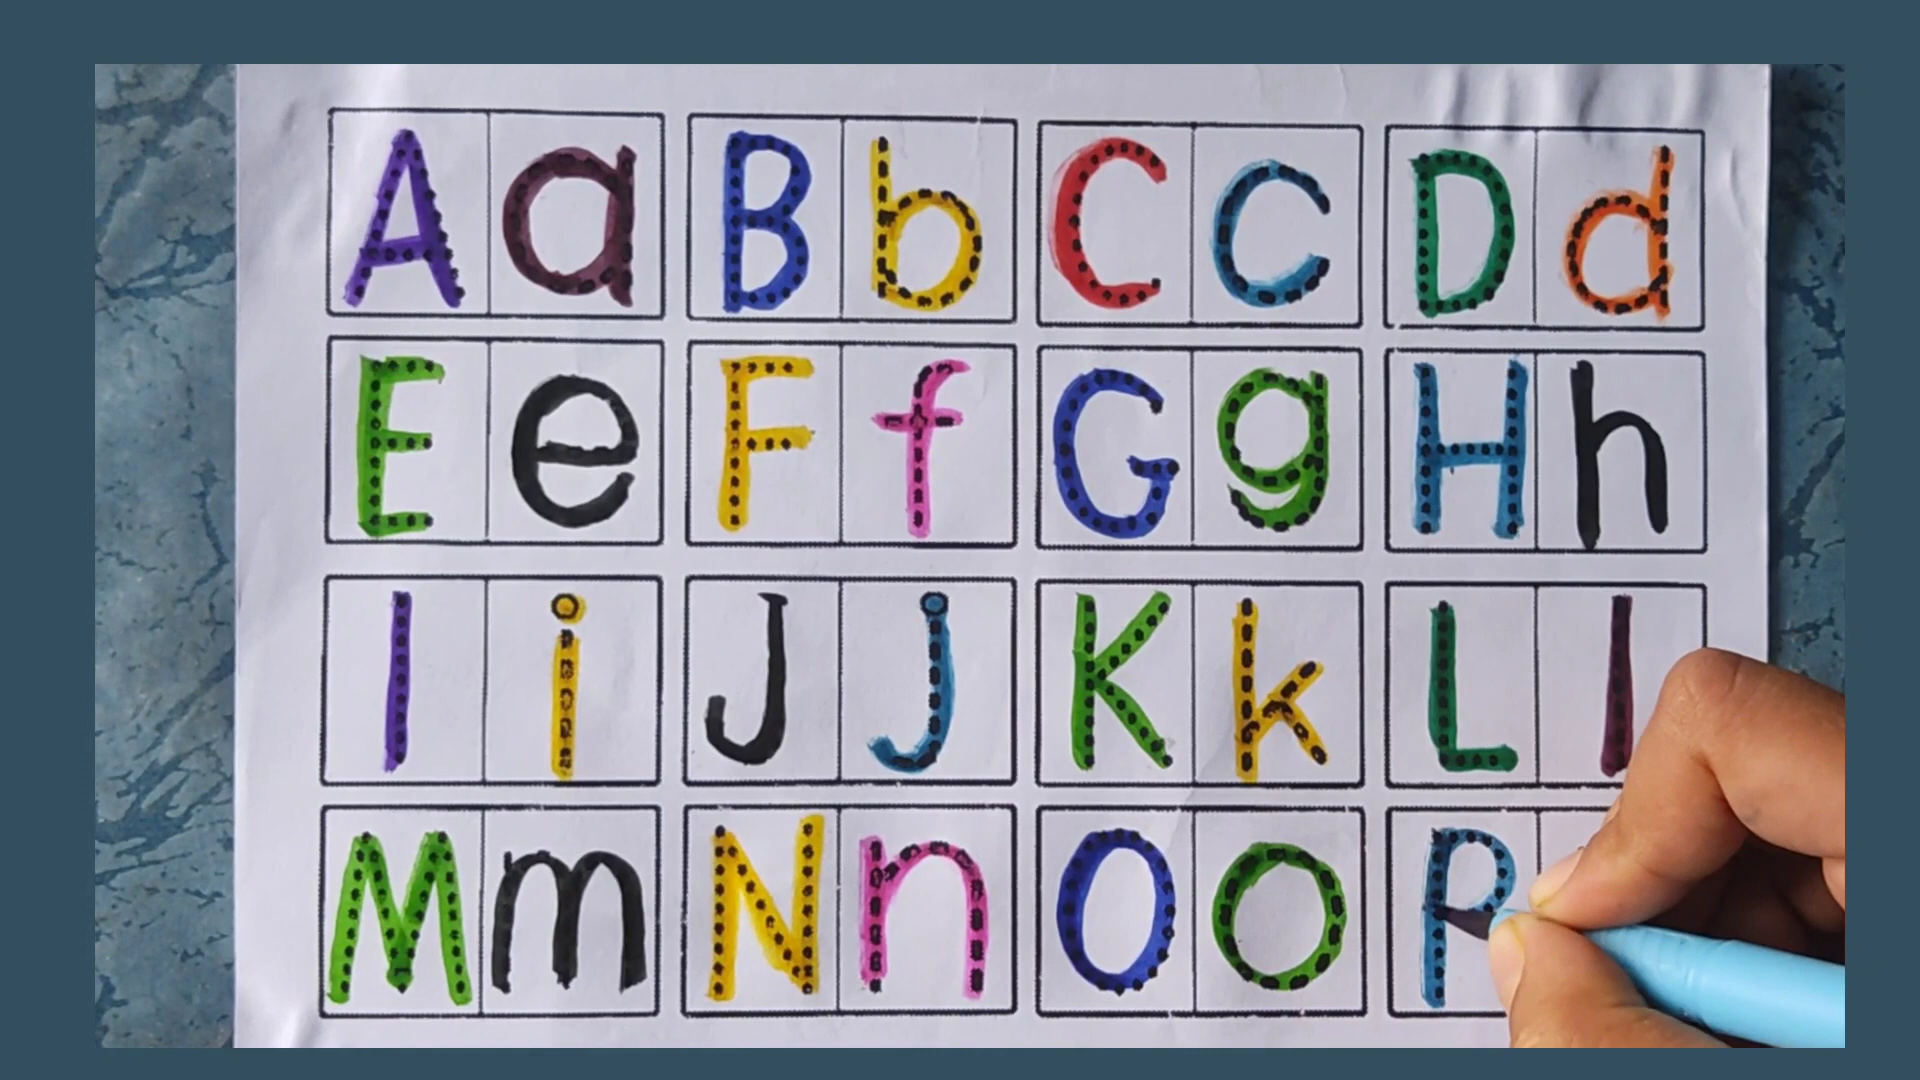 A a B b C c D d
E e F f G g H h
I i J j K k L l
M m N n O o P